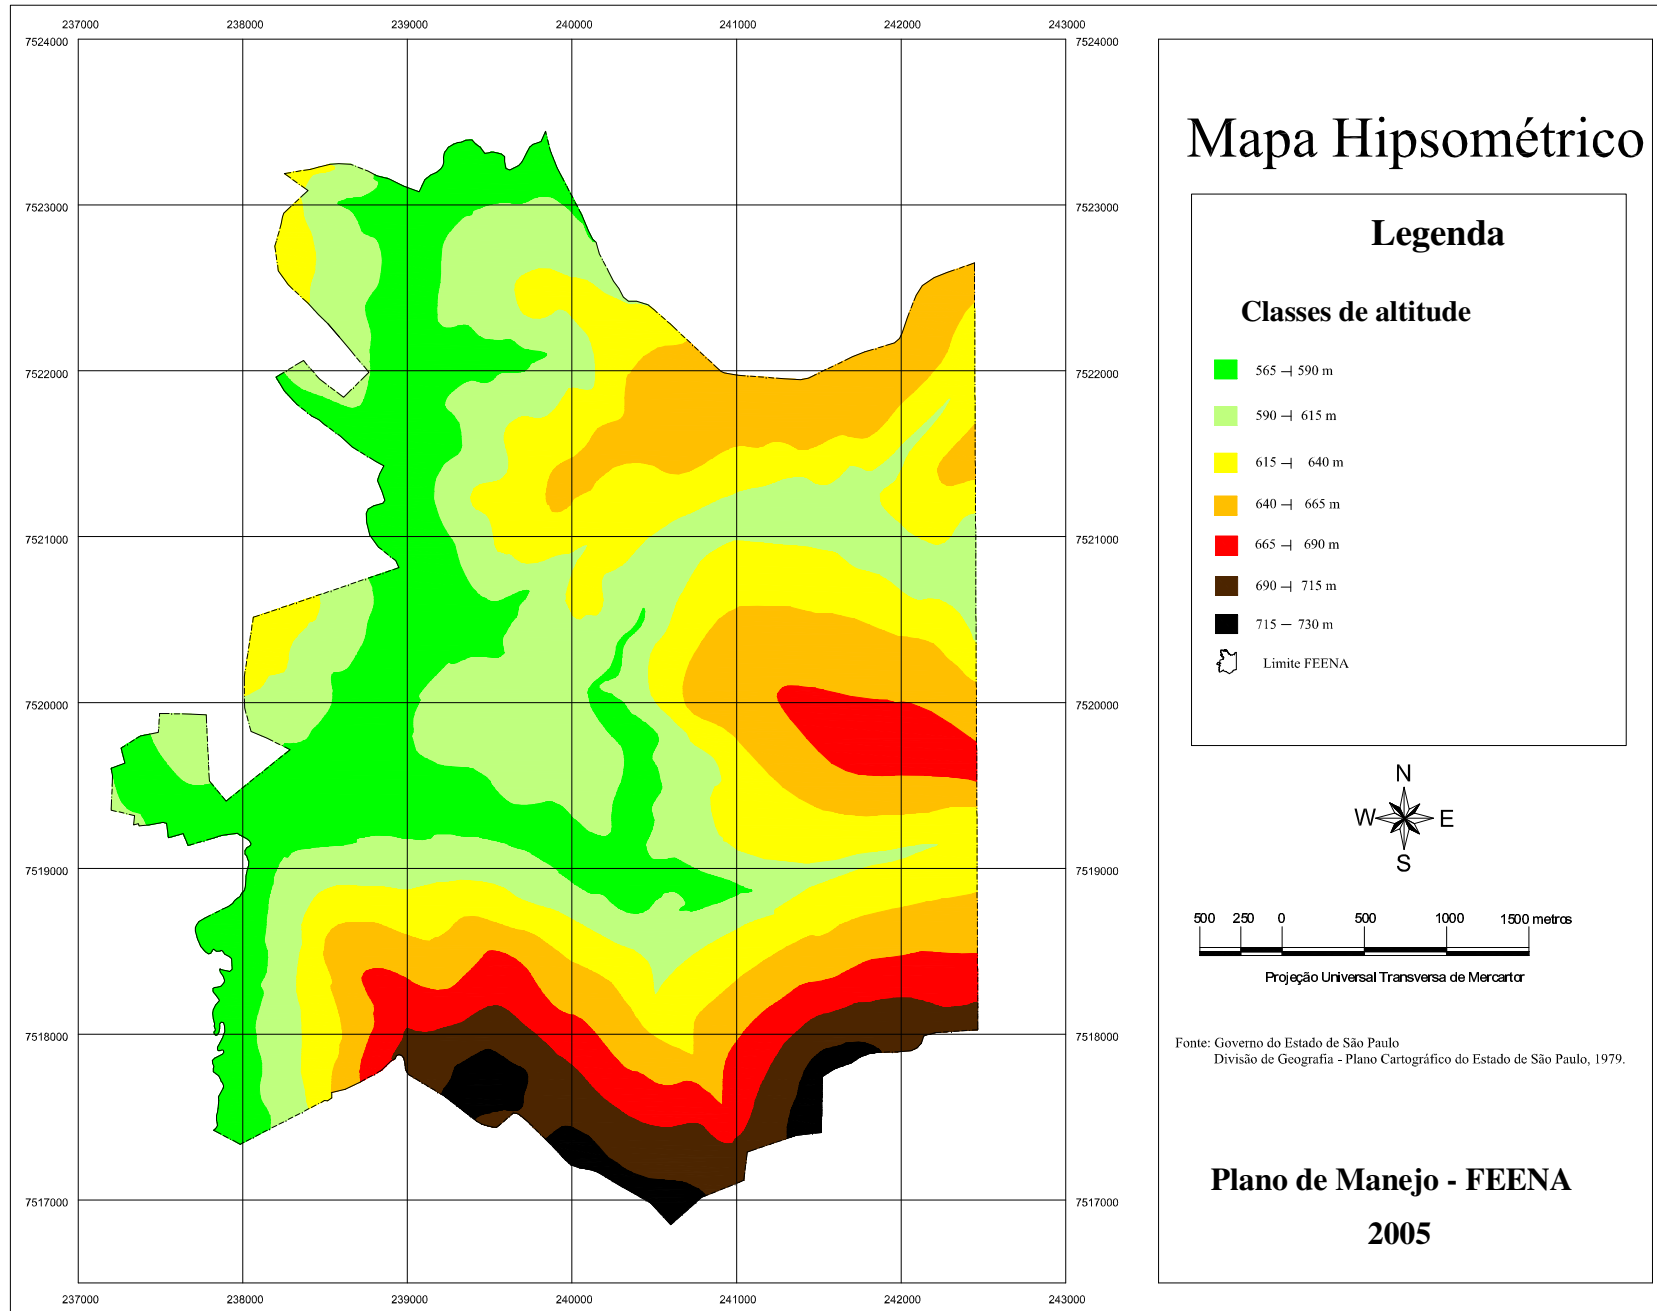 237000 238000 239000 240000 241000 242000 243000
7524000 7524000
7523000 7523000
7522000 7522000
7521000 7521000
7520000 7520000
7519000 7519000
7518000 7518000
7517000 7517000
237000 238000 239000 240000 241000 242000 243000
Mapa Hipsométrico
Legenda
Classes de altitude
565 ⊣ 590 m
590 ⊣ 615 m
615 ⊣ 640 m
640 ⊣ 665 m
665 ⊣ 690 m
690 ⊣ 715 m
715 — 730 m
Limite FEENA
N
W E
S
500 250 0 500 1000 1500 metros
Projeção Universal Transversa de Mercartor
Fonte: Governo do Estado de São Paulo
Divisão de Geografia - Plano Cartográfico do Estado de São Paulo, 1979.
Plano de Manejo - FEENA
2005